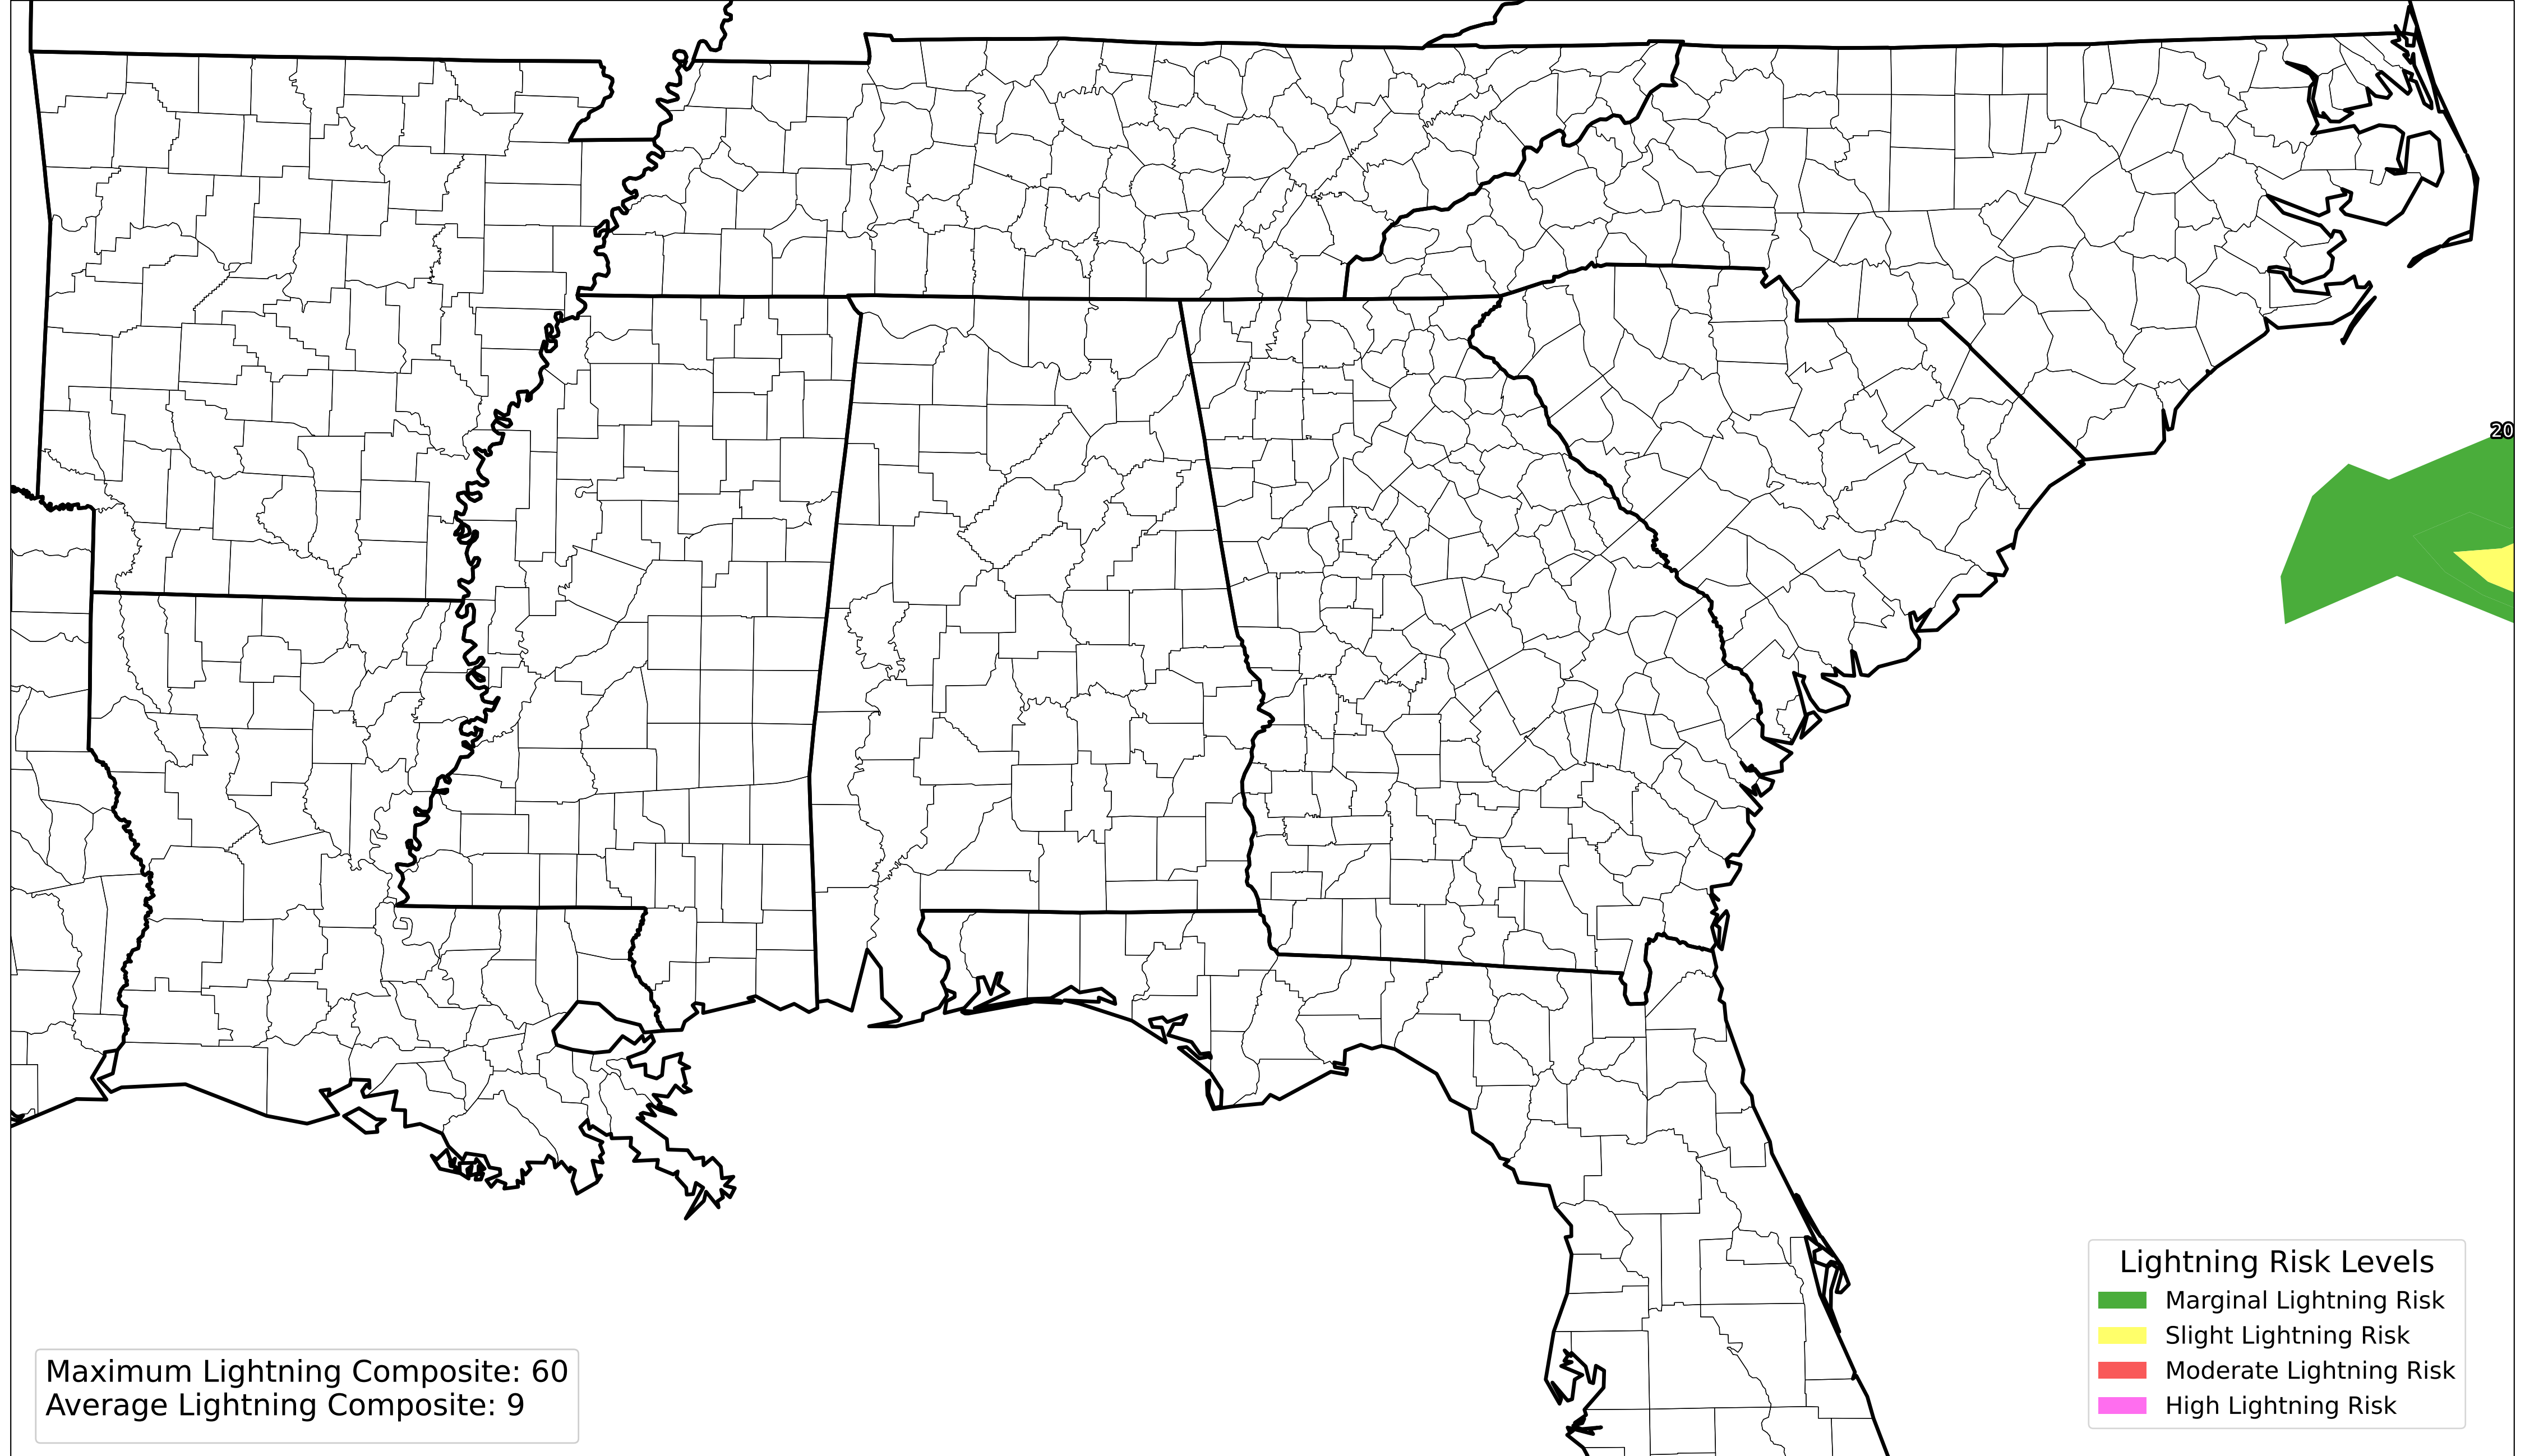 20
Lightning Risk Levels
Marginal Lightning Risk
Slight Lightning Risk
Moderate Lightning Risk
High Lightning Risk
Maximum Lightning Composite: 60
Average Lightning Composite: 9